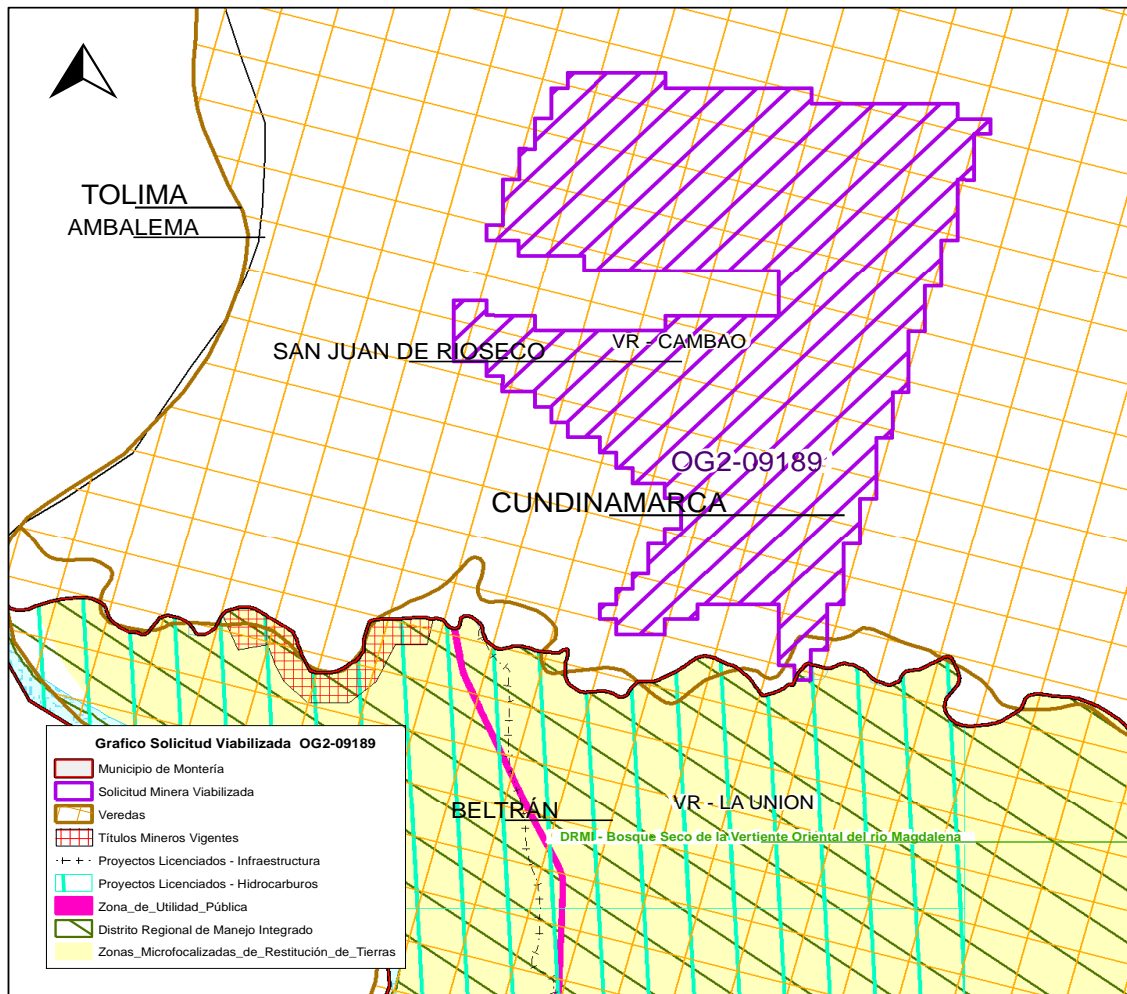 TOLIMA
AMBALEMA
SAN JUAN DE RIOSECO
VR - CAMBAO
OG2-09189
CUNDINAMARCA
BELTRÁN
VR - LA UNION
DRMI - Bosque Seco de la Vertiente Oriental del río Magdalena
Grafico Solicitud Viabilizada OG2-09189
Municipio de Montería
Solicitud Minera Viabilizada
Veredas
Títulos Mineros Vigentes
Proyectos Licenciados - Infraestructura
Proyectos Licenciados - Hidrocarburos
Zona_de_Utilidad_Pública
Distrito Regional de Manejo Integrado
Zonas_Microfocalizadas_de_Restitución_de_Tierras